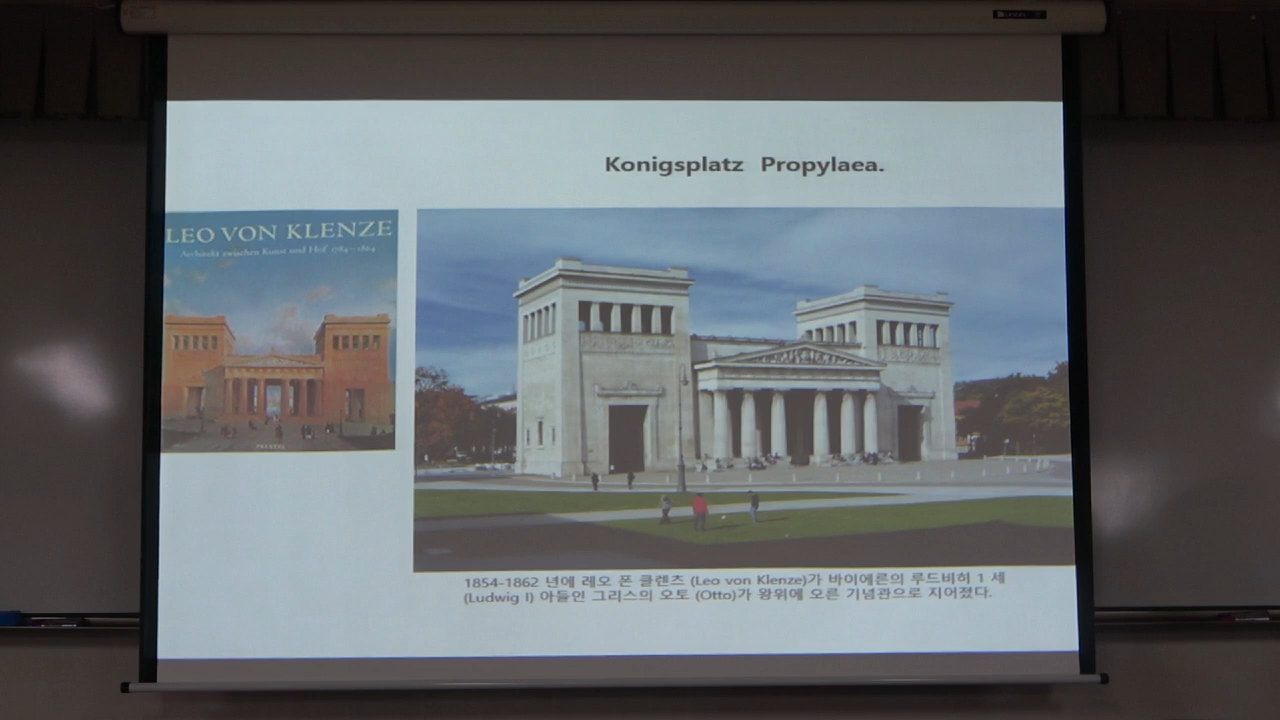 Konigsplatz Propylaea.
LEO VON KLENZE
Architekt zwischen Kunst und Hof 1784–1864
PRESTEL
1854-1862 년에 레오 폰 클렌츠 (Leo von Klenze)가 바이에른의 루드비히 1 세
(Ludwig I) 아들인 그리스의 오토 (Otto)가 왕위에 오른 기념관으로 지어졌다.